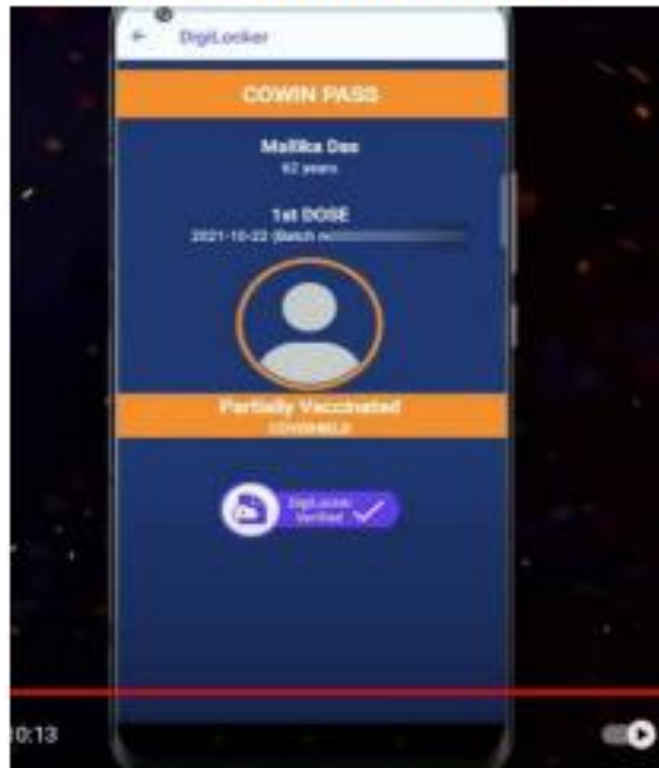 DigiLocker
COWIN PASS
Mallika Das
62 years
1st DOSE
2021-10-22 (Batch
Partially Vaccinated
COVISHIELD
DigiLocker
Verified
0:13